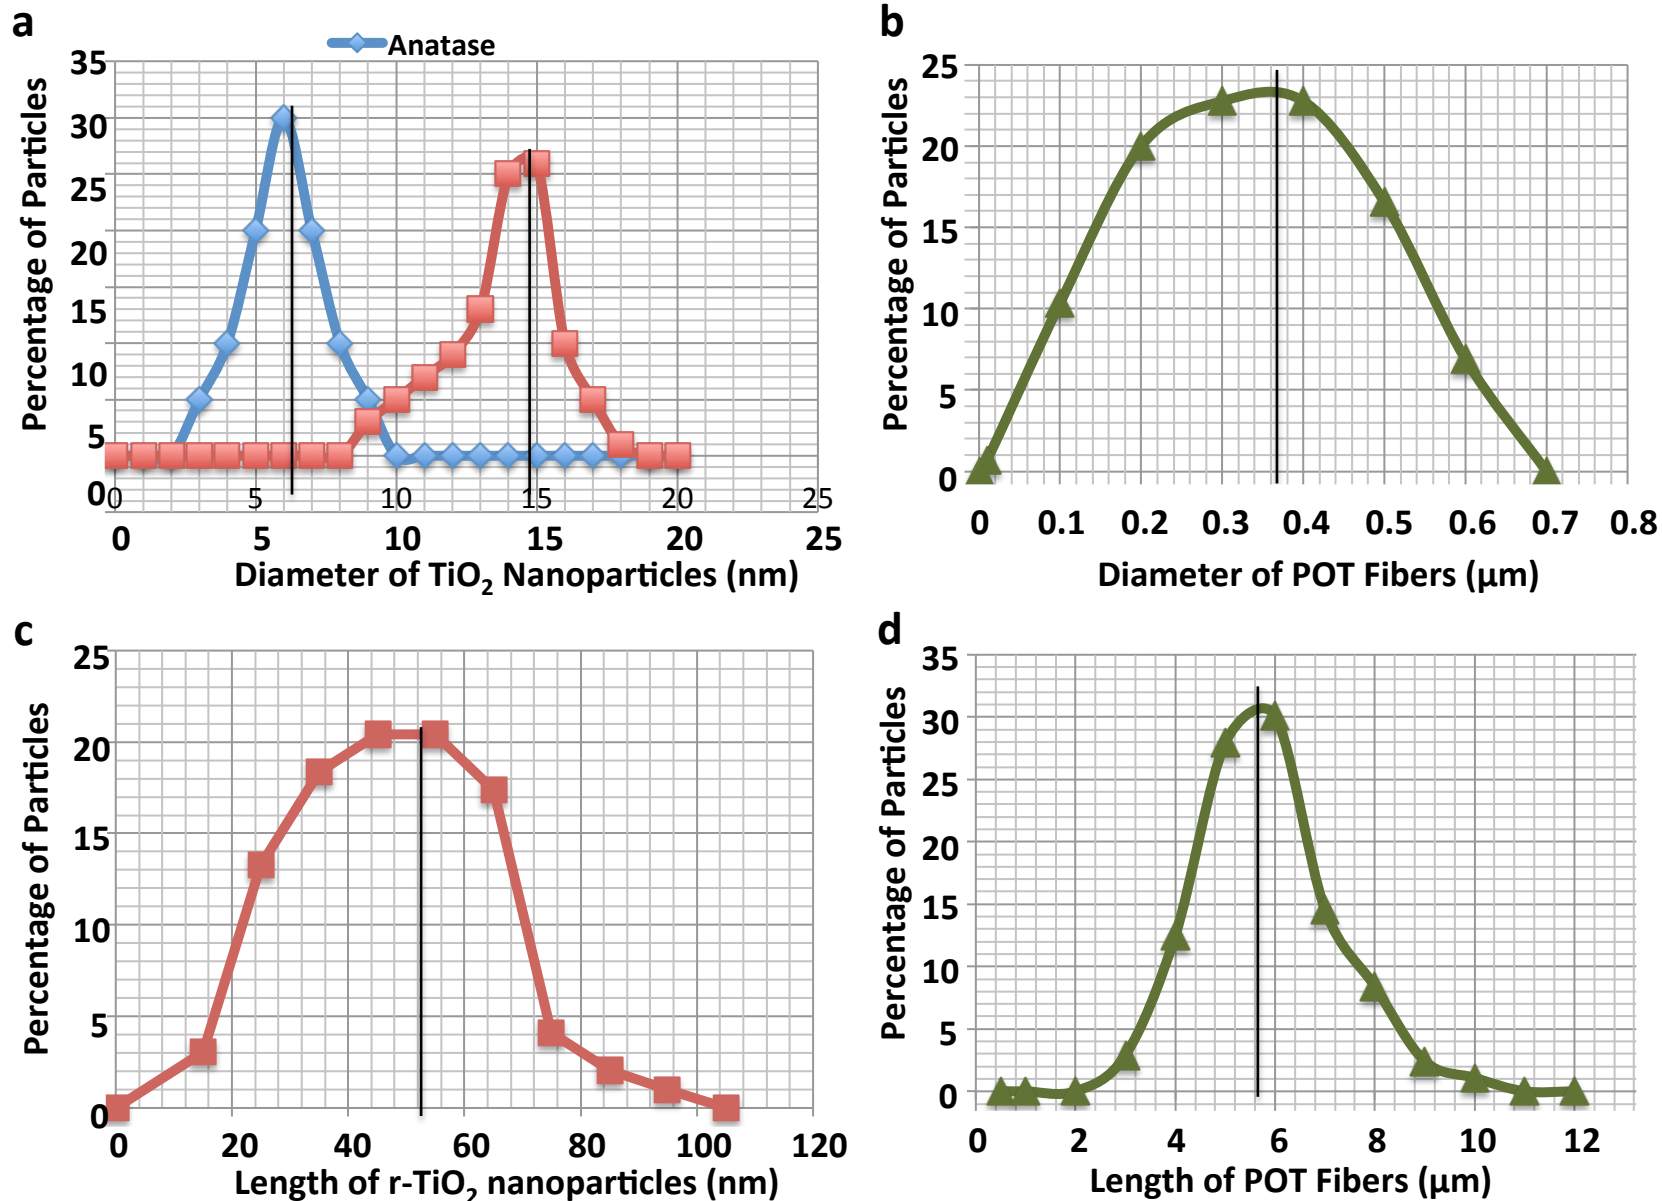 a
Anatase
35
30
25
20
15
10
5
0
Percentage of Particles
0 5 10 15 20 25
0 5 10 15 20 25
Diameter of TiO₂ Nanoparticles (nm)
b
25
20
15
10
5
0
Percentage of Particles
0 0.1 0.2 0.3 0.4 0.5 0.6 0.7 0.8
Diameter of POT Fibers (μm)
c
25
20
15
10
5
0
Percentage of Particles
0 20 40 60 80 100 120
Length of r-TiO₂ nanoparticles (nm)
d
35
30
25
20
15
10
5
0
Percentage of Particles
0 2 4 6 8 10 12
Length of POT Fibers (μm)